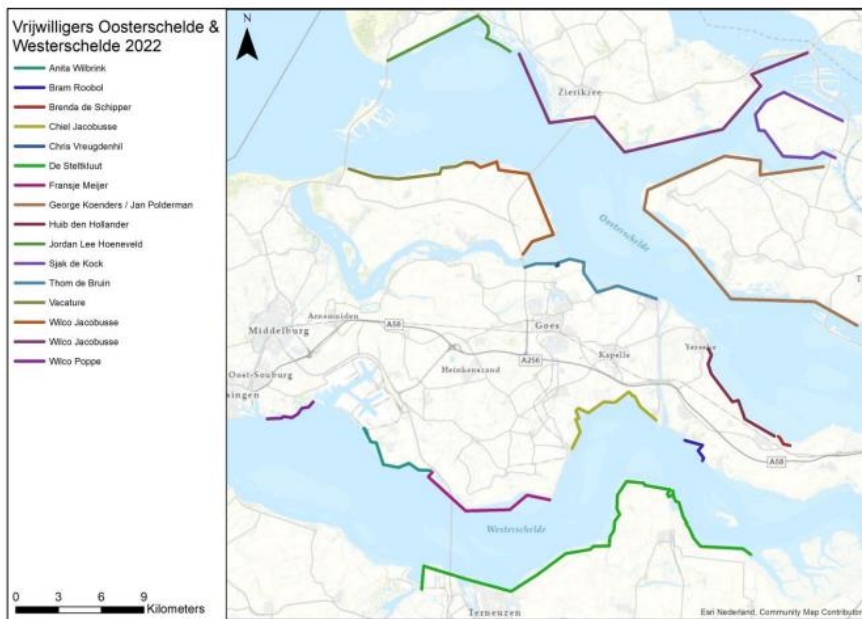 Vrijwilligers Oosterschelde &
Westerschelde 2022
Anita Wilbrink
Bram Roobol
Brenda de Schipper
Chiel Jacobusse
Chris Vreugdenhil
De Steltkluut
Fransje Meijer
George Koenders / Jan Polderman
Huib den Hollander
Jordan Lee Hoeneveld
Sjak de Kock
Thom de Bruin
Vacature
Wilco Jacobusse
Wilco Jacobusse
Wilco Poppe
0 3 6 9
Kilometers
N
Zierikzee
Oosterschelde
Arnemuiden
A58
Middelburg
Goes
A256
Kapelle
Yerseke
Heinkenszand
Oost-Souburg
singen
A58
Westerschelde
Terneuzen
T
Esri Nederland, Community Map Contributor